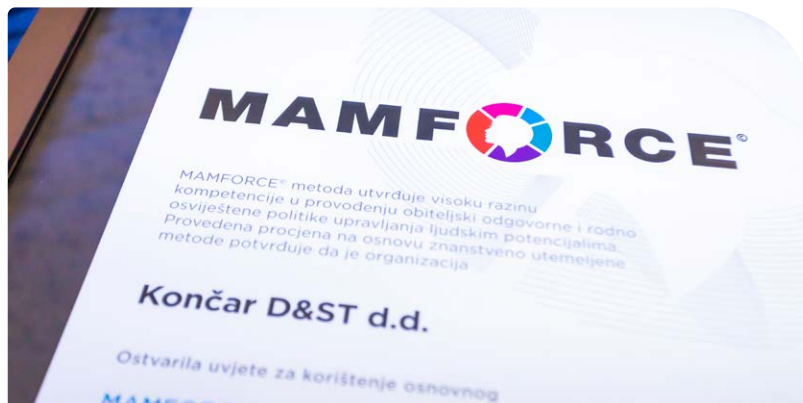 MAMFORCE©
MAMFORCE© metoda utvrđuje visoku razinu
kompetencije u provođenju obiteljski odgovorne i rodno
osviještene politike upravljanja ljudskim potencijalima.
Provedena procjena na osnovu znanstveno utemeljene
metode potvrđuje da je organizacija
Končar D&ST d.d.
Ostvarila uvjete za korištenje osnovnog